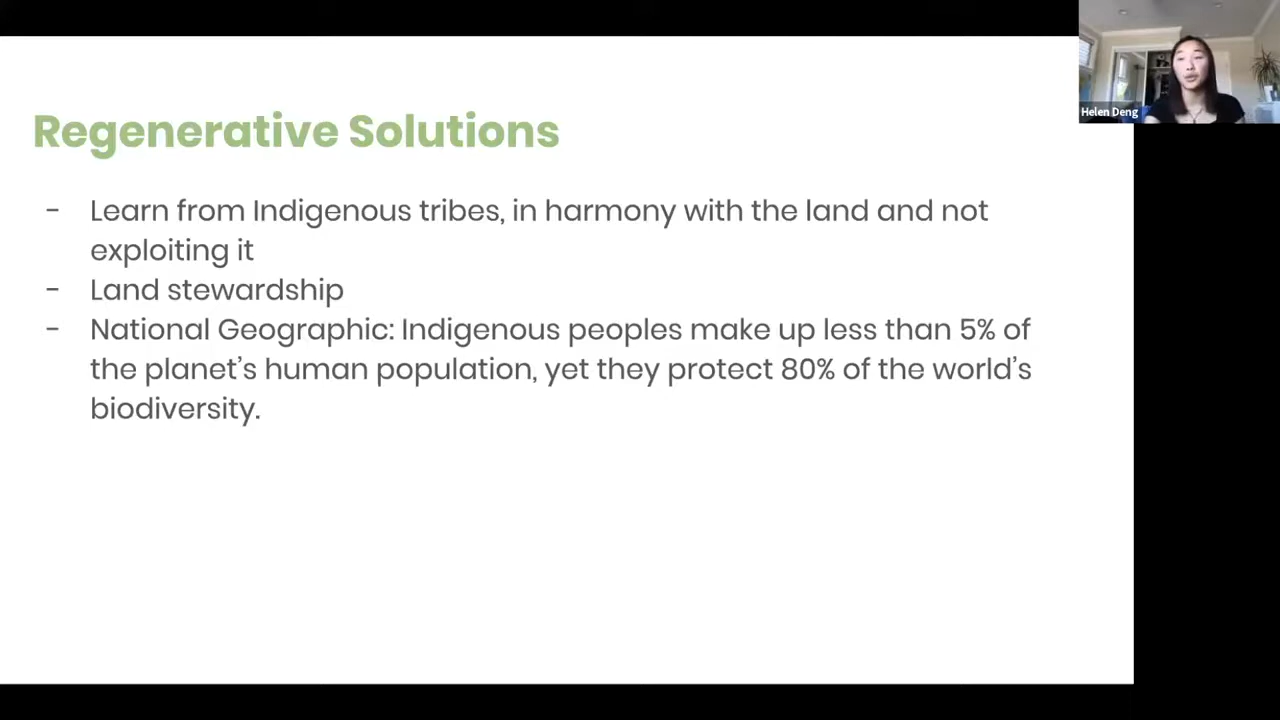 Helen Deng
Regenerative Solutions
- Learn from Indigenous tribes, in harmony with the land and not
exploiting it
- Land stewardship
- National Geographic: Indigenous peoples make up less than 5% of
the planet's human population, yet they protect 80% of the world's
biodiversity.